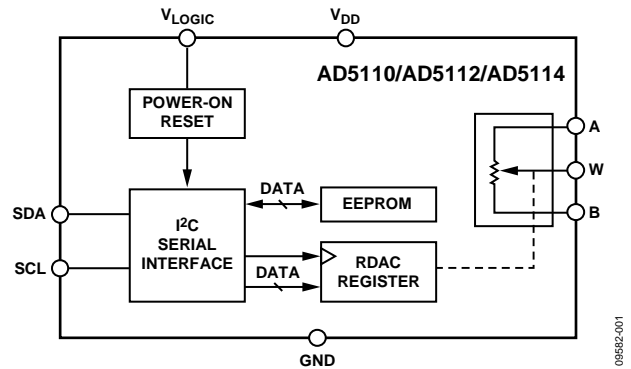 VLOGIC
VDD
AD5110/AD5112/AD5114
POWER-ON
RESET
A
W
B
SDA
SCL
I2C
SERIAL
INTERFACE
DATA
EEPROM
DATA
RDAC
REGISTER
GND
09582-001